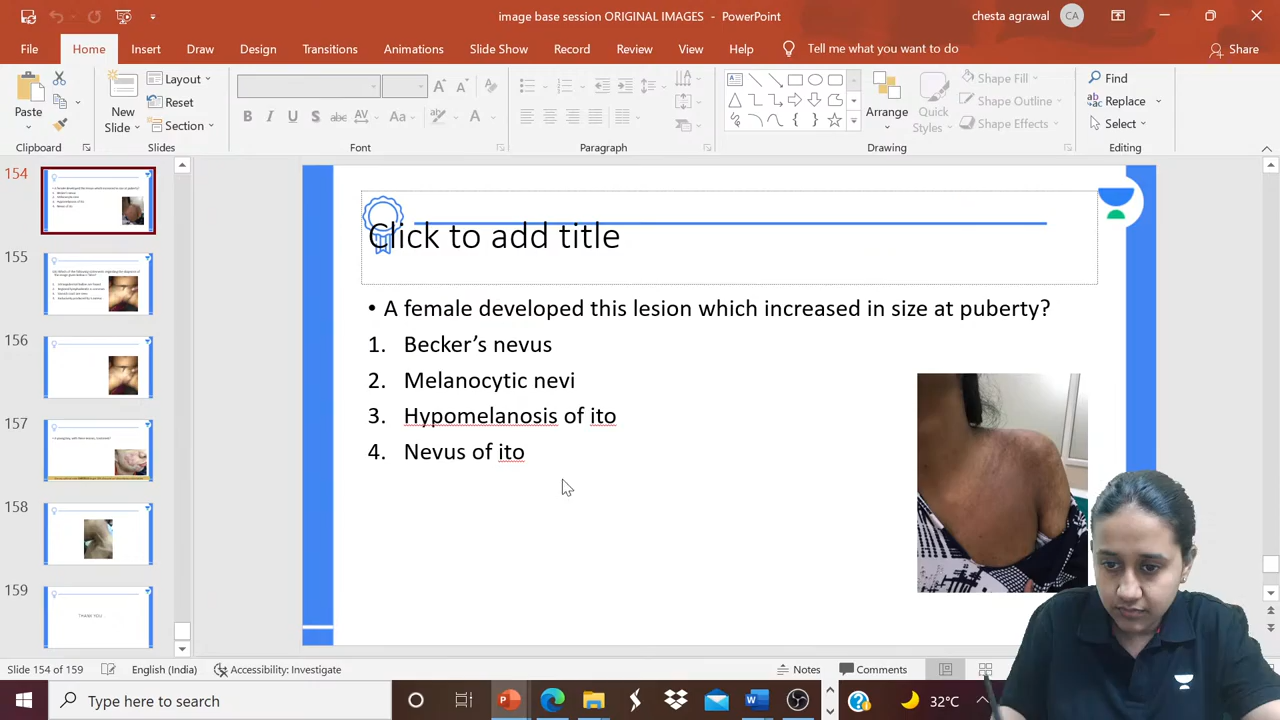 image base session ORIGINAL IMAGES - PowerPoint
chesta agrawal
CA
File Home Insert Draw Design Transitions Animations Slide Show Record Review View Help Tell me what you want to do Share
Paste
Layout
Reset
New Slide
Section
Shape Fill
Shape Outline
Shape Effects
Arrange
Quick Styles
Find
Replace
Select
Clipboard Slides Font Paragraph Drawing Editing
154
155
156
157
158
159
THANK YOU
Click to add title
• A female developed this lesion which increased in size at puberty?
1. Becker’s nevus
2. Melanocytic nevi
3. Hypomelanosis of ito
4. Nevus of ito
Slide 154 of 159 English (India) Accessibility: Investigate Notes Comments
Type here to search
32°C